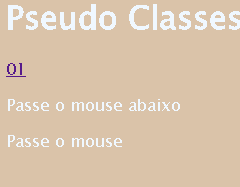 Pseudo Classes
01
Passe o mouse abaixo
Passe o mouse